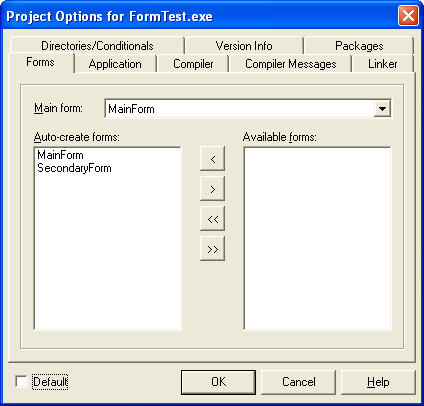 Project Options for FormTest.exe
Directories/Conditionals Version Info Packages
Forms Application Compiler Compiler Messages Linker
Main form: MainForm
Auto-create forms: Available forms:
MainForm
SecondaryForm
<
>
<<
>>
Default OK Cancel Help